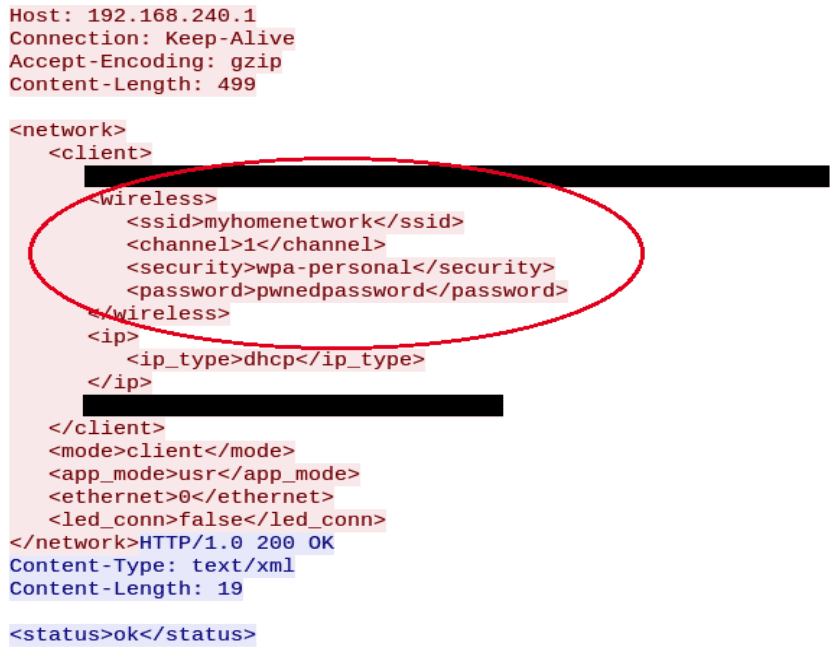 Host: 192.168.240.1
Connection: Keep-Alive
Accept-Encoding: gzip
Content-Length: 499

<network>
   <client>
      <wireless>
         <ssid>myhomenetwork</ssid>
         <channel>1</channel>
         <security>wpa-personal</security>
         <password>pwnedpassword</password>
      </wireless>
      <ip>
         <ip_type>dhcp</ip_type>
      </ip>
   </client>
   <mode>client</mode>
   <app_mode>usr</app_mode>
   <ethernet>0</ethernet>
   <led_conn>false</led_conn>
</network>HTTP/1.0 200 OK
Content-Type: text/xml
Content-Length: 19

<status>ok</status>